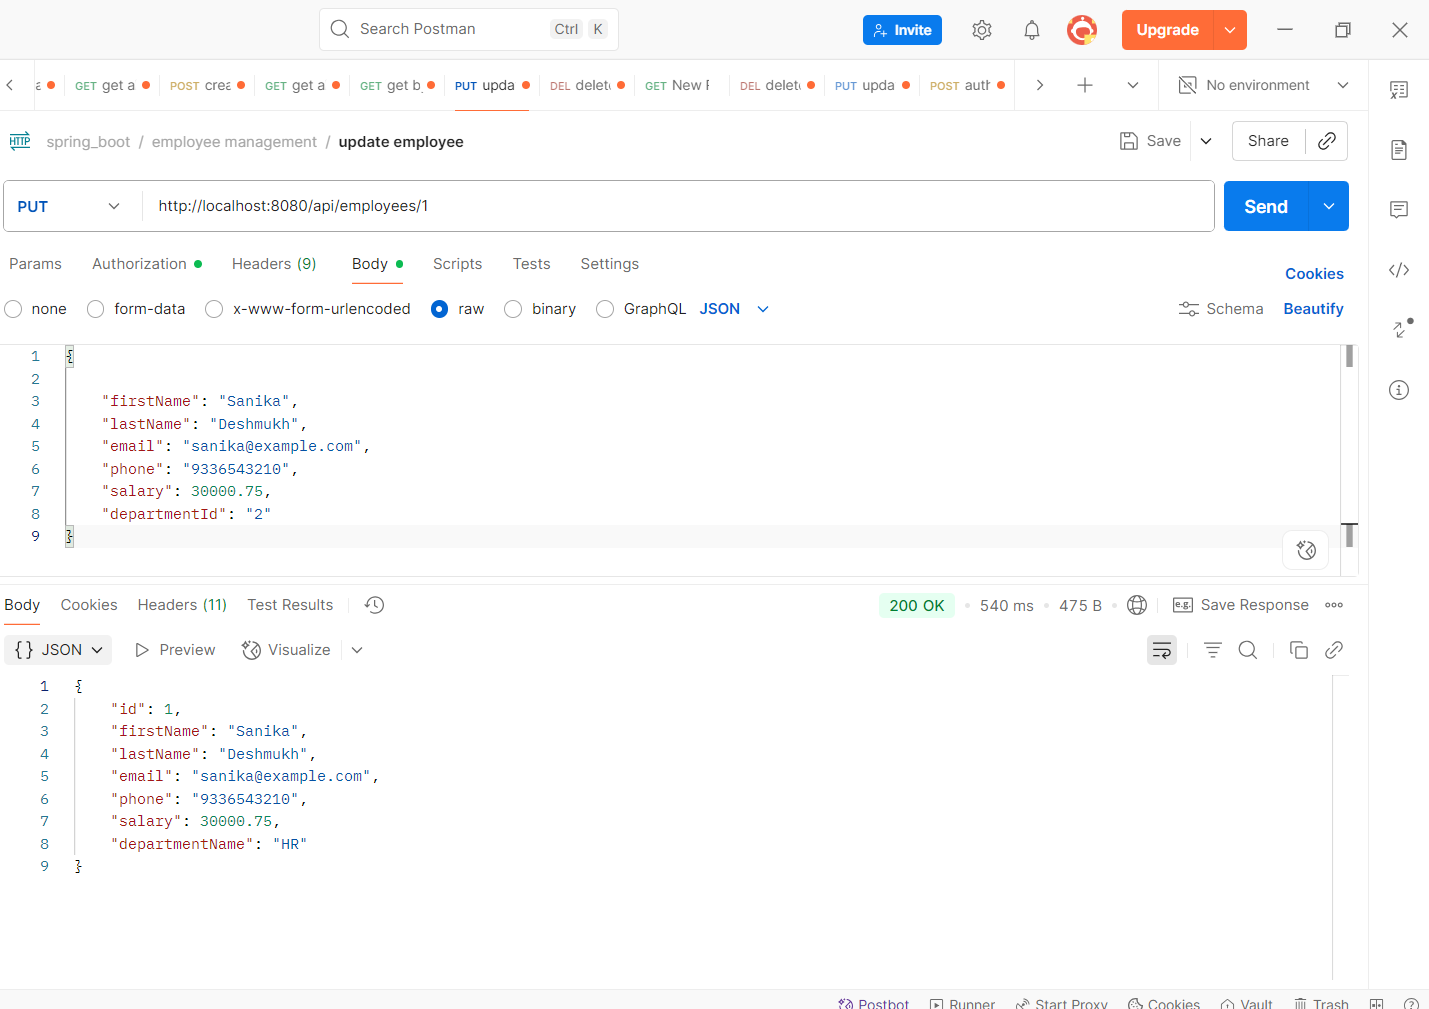 Search Postman Ctrl K Invite Upgrade
GET get a POST crea GET get a GET get b PUT upda DEL delet GET New DEL delet PUT upda POST auth No environment
HTTP spring_boot / employee management / update employee Save Share
PUT http://localhost:8080/api/employees/1 Send
Params Authorization Headers (9) Body Scripts Tests Settings Cookies
none form-data x-www-form-urlencoded raw binary GraphQL JSON Schema Beautify
1 {
2
3 "firstName": "Sanika",
4 "lastName": "Deshmukh",
5 "email": "sanika@example.com",
6 "phone": "9336543210",
7 "salary": 30000.75,
8 "departmentId": "2"
9 }
Body Cookies Headers (11) Test Results 200 OK 540 ms 475 B e.g. Save Response
{} JSON Preview Visualize
1 {
2 "id": 1,
3 "firstName": "Sanika",
4 "lastName": "Deshmukh",
5 "email": "sanika@example.com",
6 "phone": "9336543210",
7 "salary": 30000.75,
8 "departmentName": "HR"
9 }
Postbot Runner Start Proxy Cookies Vault Trash